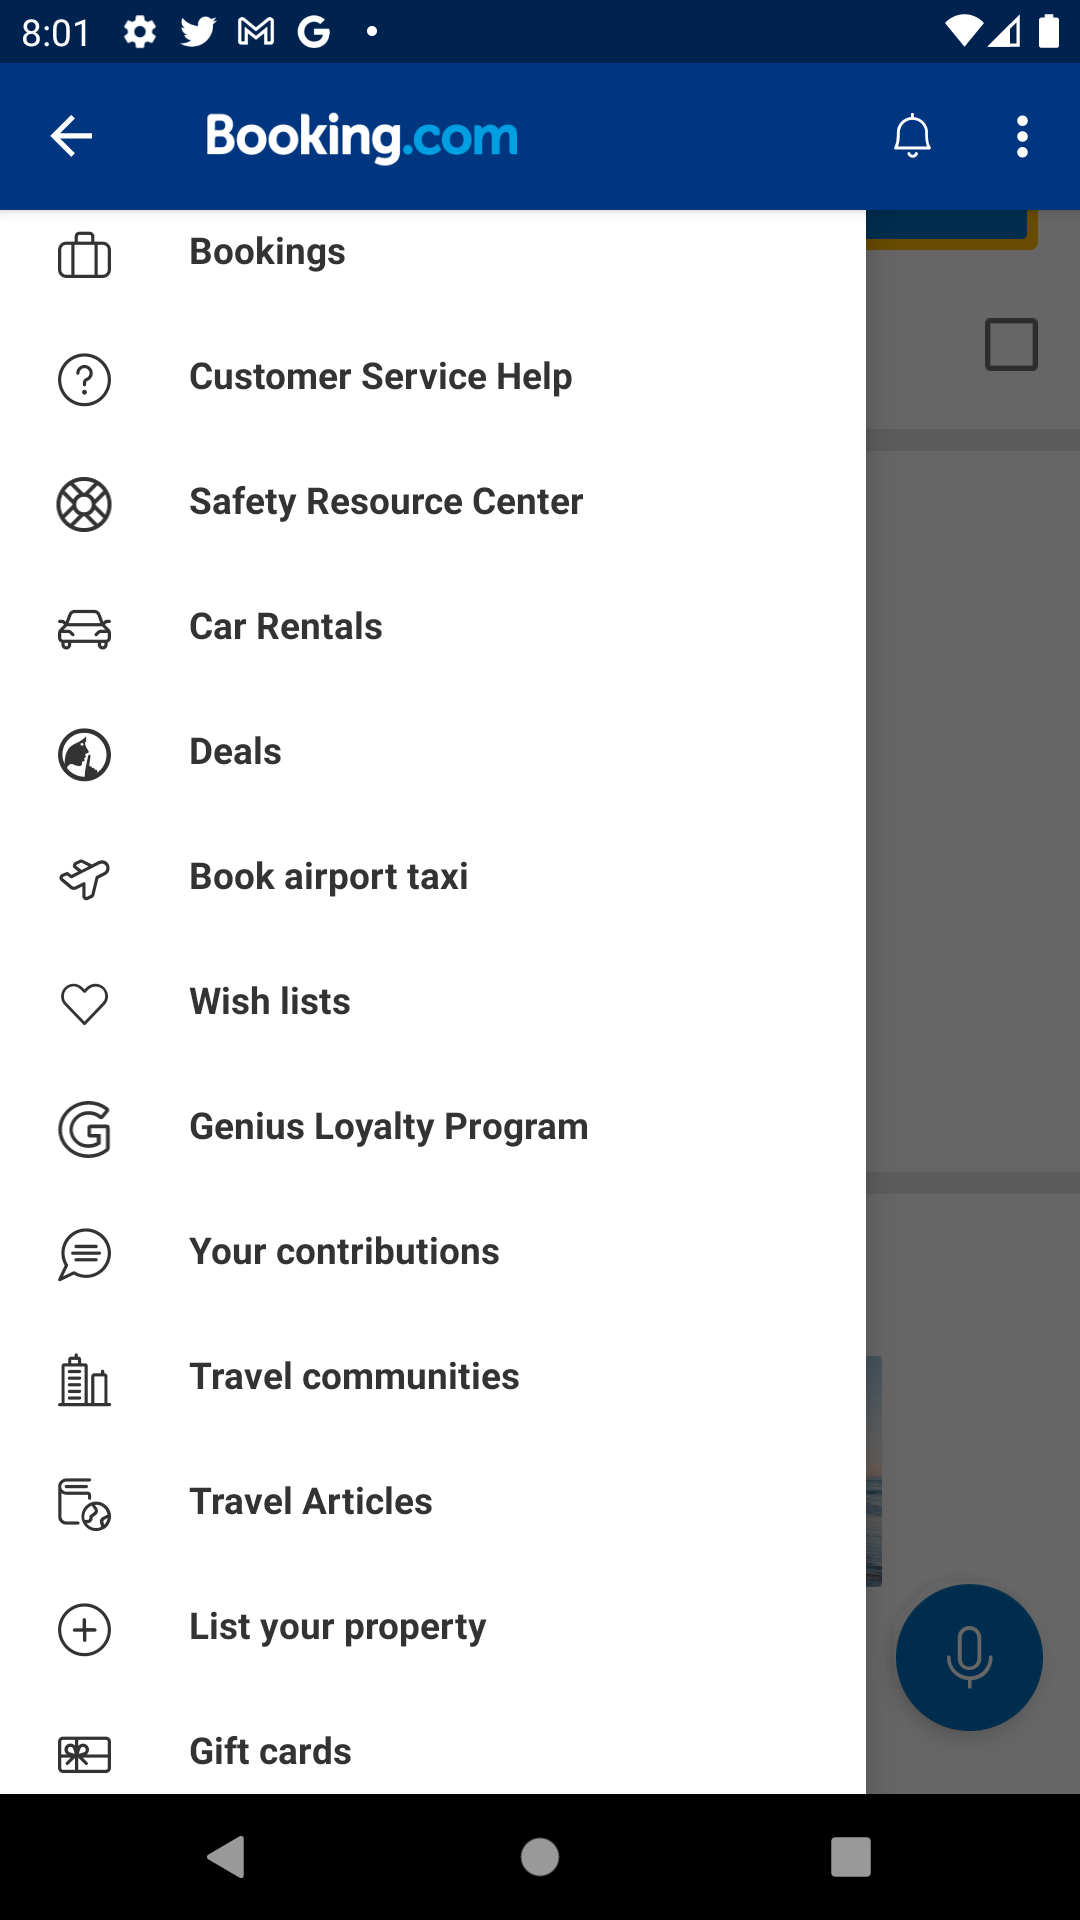 8:01
Booking.com
Bookings
Customer Service Help
Safety Resource Center
Car Rentals
Deals
Book airport taxi
Wish lists
Genius Loyalty Program
Your contributions
Travel communities
Travel Articles
List your property
Gift cards